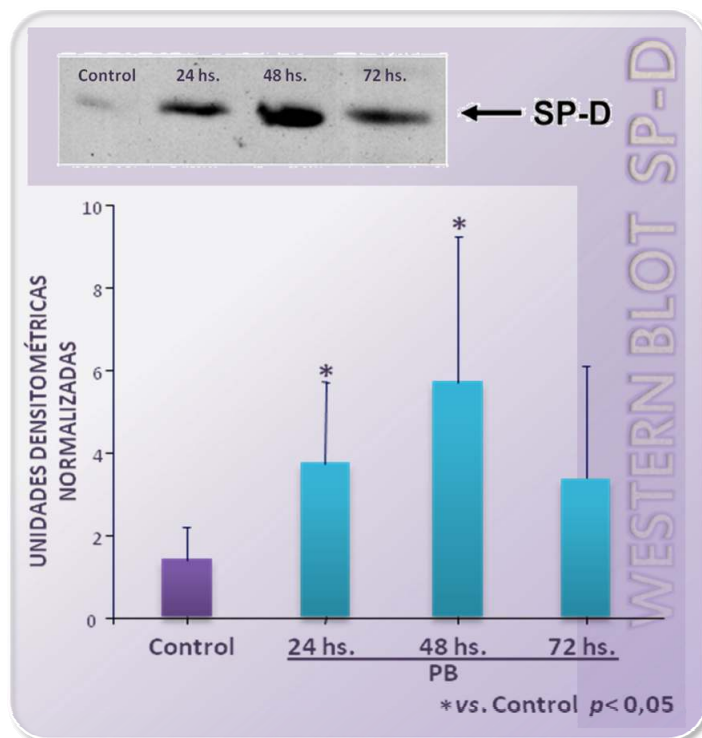 Control 24 hs. 48 hs. 72 hs.
SP-D
WESTERN BLOT SP-D
UNIDADES DENSITOMÉTRICAS
NORMALIZADAS
10
8
6
4
2
0
*
*
Control 24 hs. 48 hs. 72 hs.
PB
*vs. Control p< 0,05